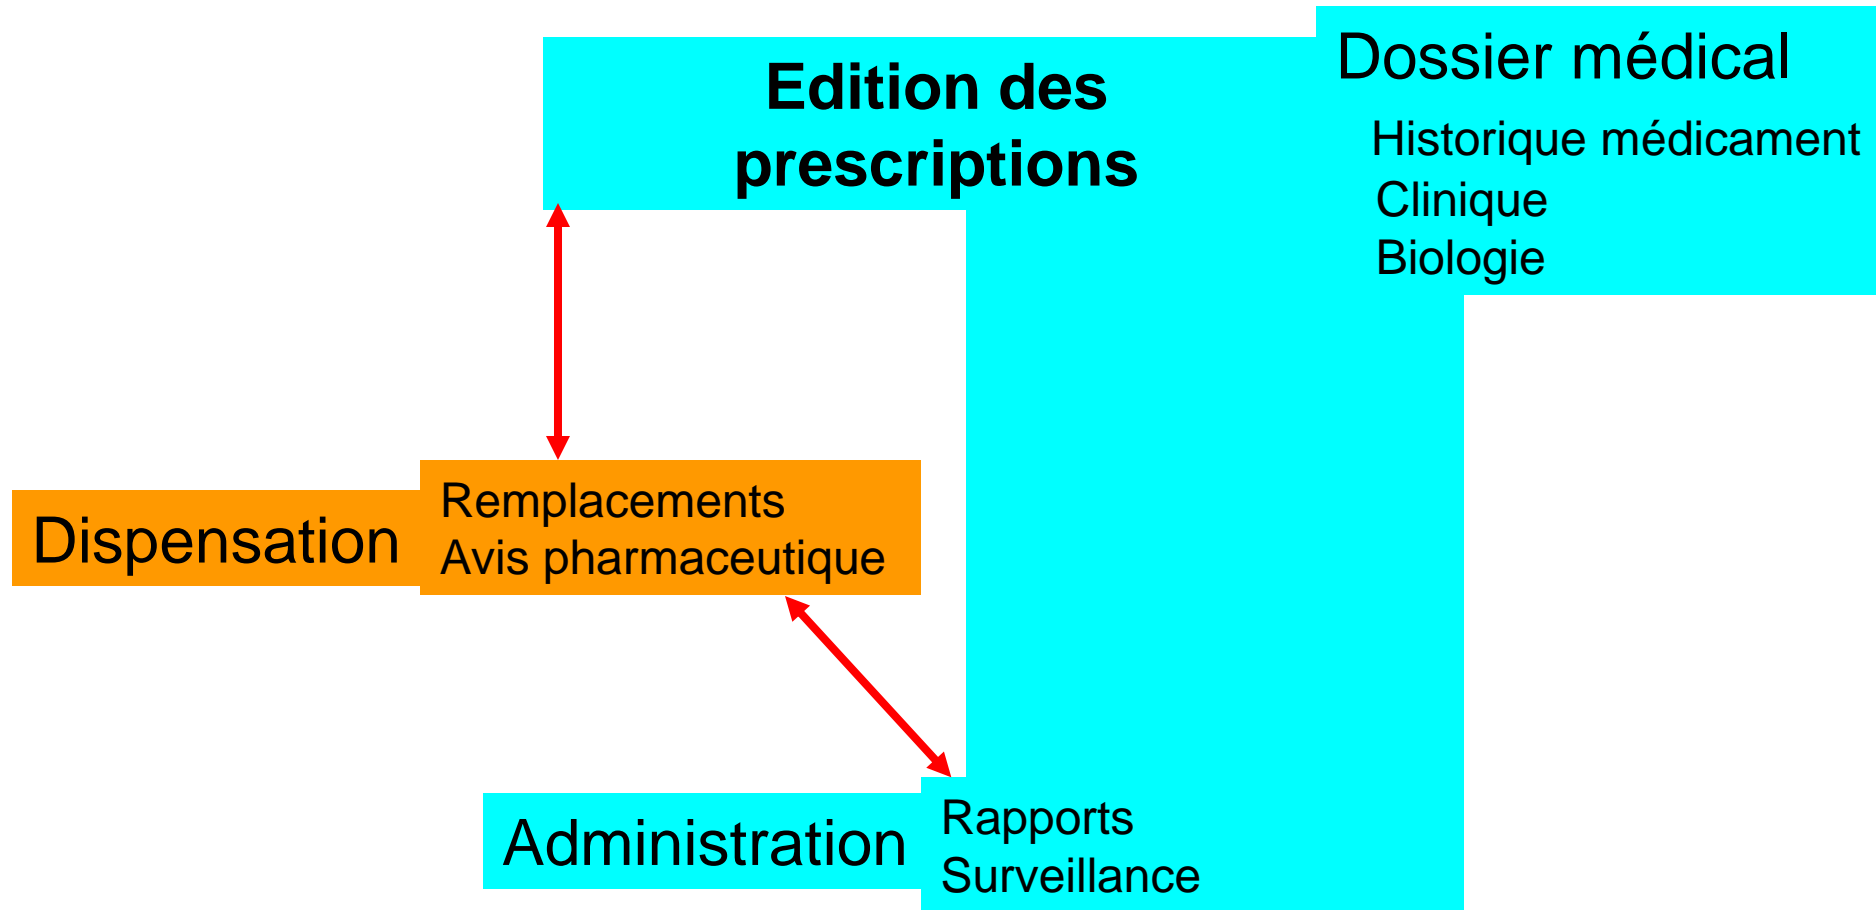 Edition des
prescriptions
Dossier médical
Historique médicament
Clinique
Biologie
Dispensation
Remplacements
Avis pharmaceutique
Administration
Rapports
Surveillance